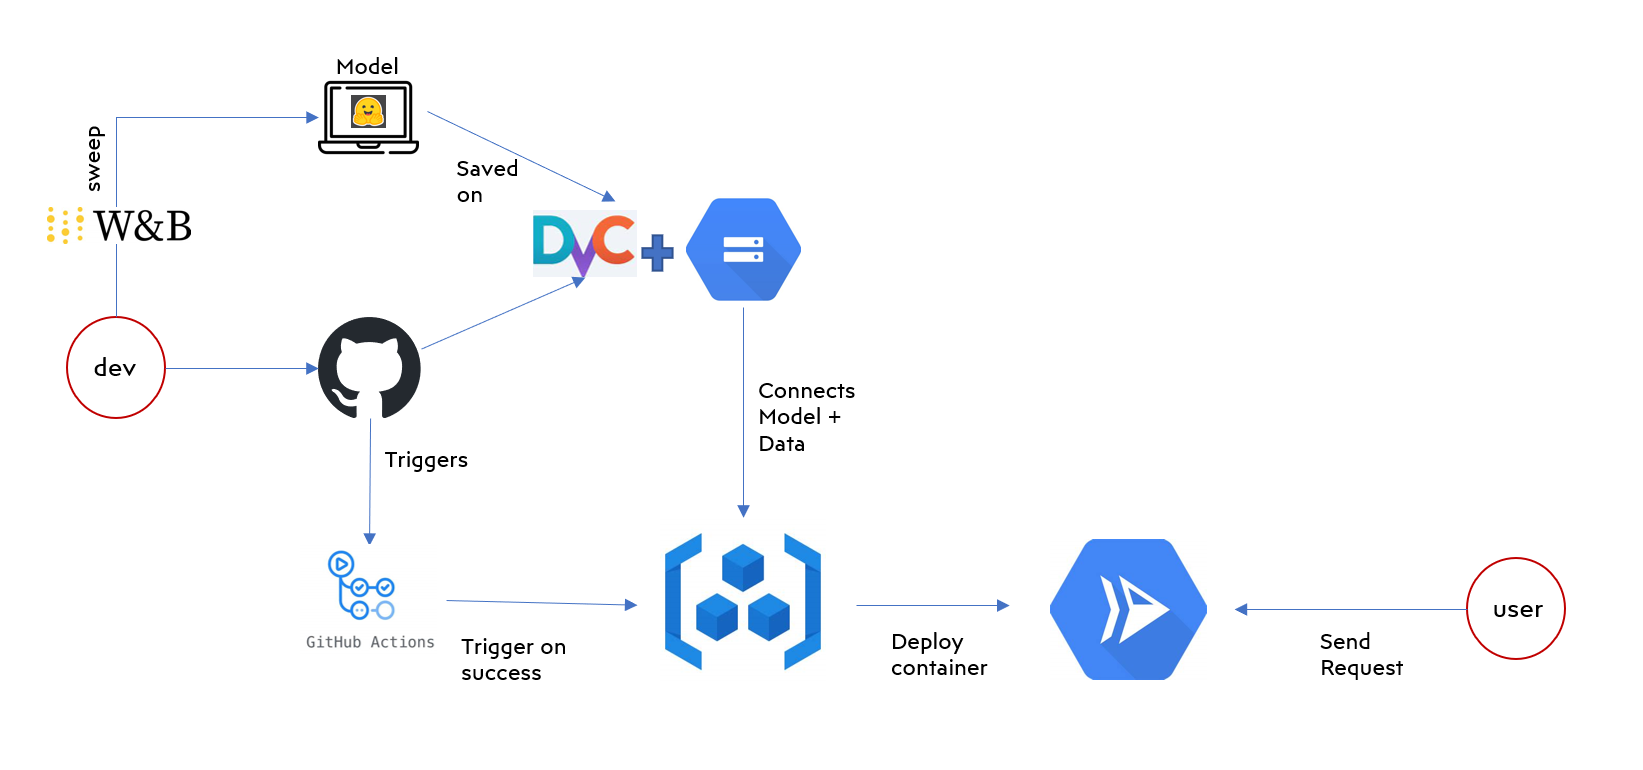 Model
sweep
Saved
on
W&B
DVC
dev
Connects
Model +
Data
Triggers
GitHub Actions
Trigger on
success
Deploy
container
Send
Request
user